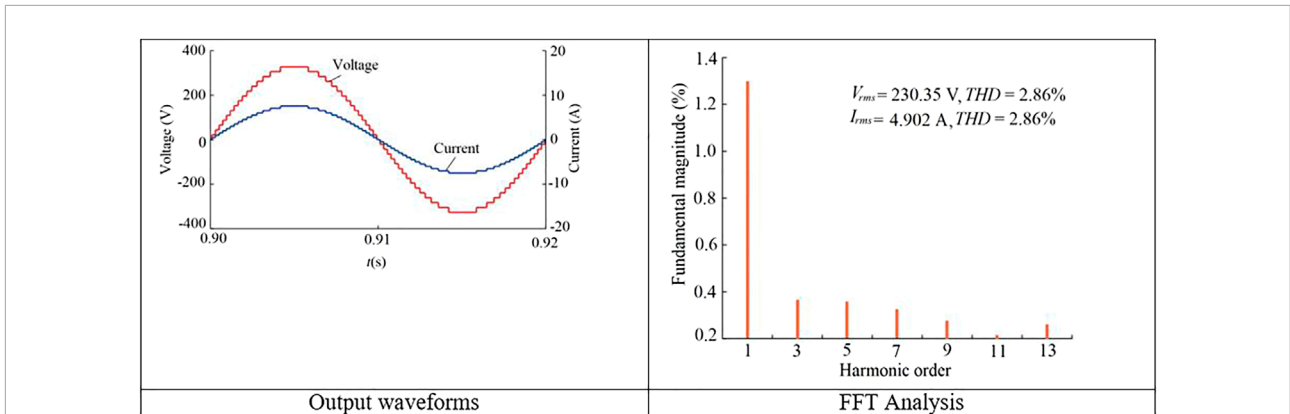 400
200
0
-200
-400
Voltage (V)
Voltage
Current
20
10
0
-10
-20
Current (A)
0.90
0.91
0.92
t(s)
Output waveforms
1.4
1.2
1.0
0.8
0.6
0.4
0.2
Fundamental magnitude (%)
Vrms = 230.35 V, THD = 2.86%
Irms = 4.902 A, THD = 2.86%
1 3 5 7 9 11 13
Harmonic order
FFT Analysis